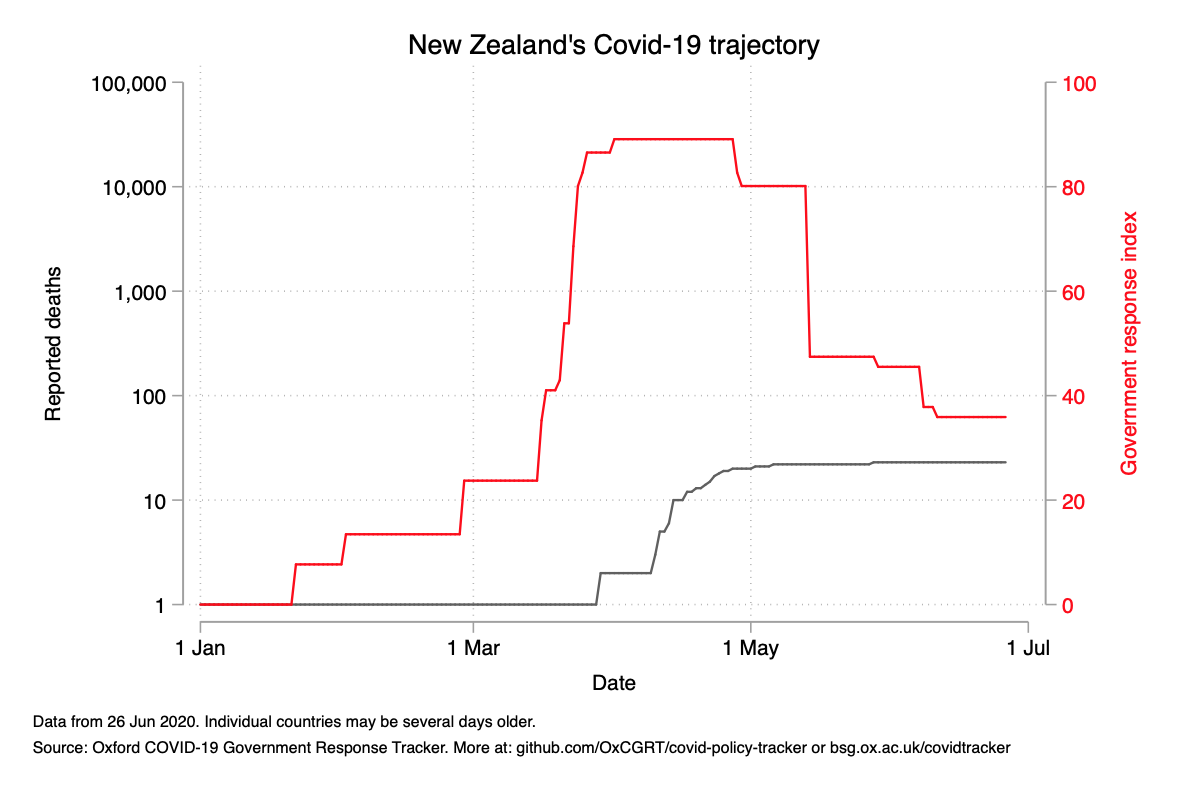 New Zealand's Covid-19 trajectory
100,000
10,000
1,000
100
10
1
Reported deaths
100
80
60
40
20
0
Government response index
1 Jan
1 Mar
1 May
1 Jul
Date
Data from 26 Jun 2020. Individual countries may be several days older.
Source: Oxford COVID-19 Government Response Tracker. More at: github.com/OxCGRT/covid-policy-tracker or bsg.ox.ac.uk/covidtracker